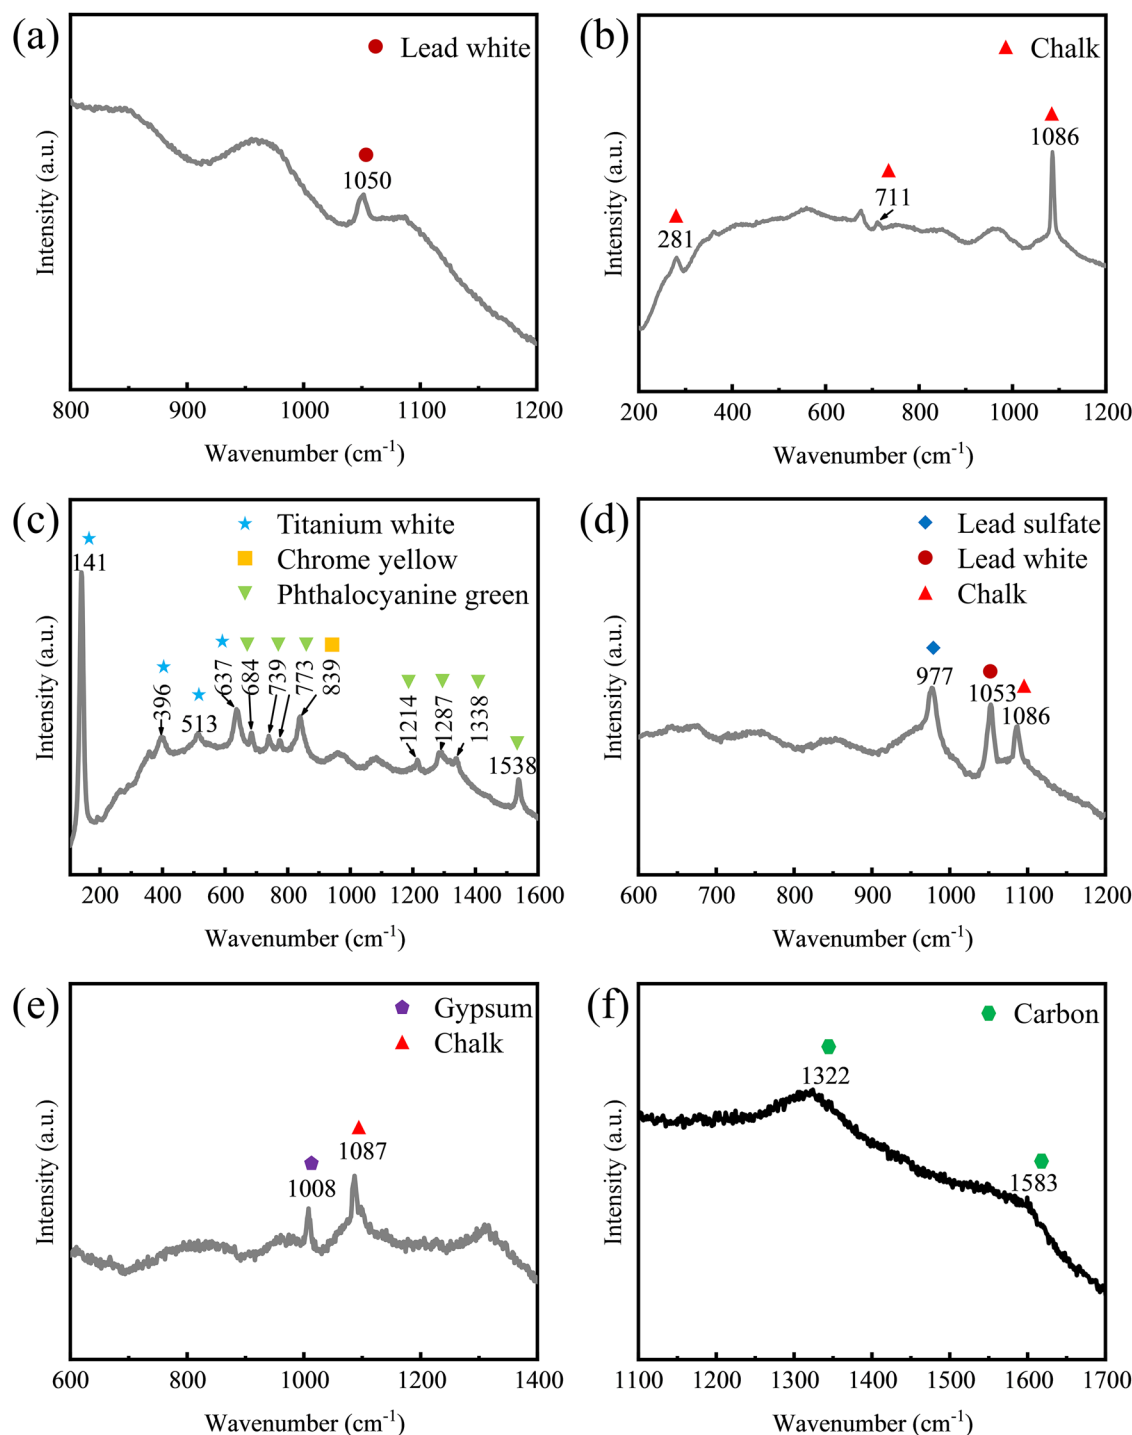 (a)
Lead white
1050
Intensity (a.u.)
800 900 1000 1100 1200
Wavenumber (cm-1)
(b)
Chalk
1086
711
281
Intensity (a.u.)
200 400 600 800 1000 1200
Wavenumber (cm-1)
(c)
Titanium white
Chrome yellow
Phthalocyanine green
141
396
513
637
684
739
773
839
1214
1287
1338
1538
Intensity (a.u.)
200 400 600 800 1000 1200 1400 1600
Wavenumber (cm-1)
(d)
Lead sulfate
Lead white
Chalk
977
1053
1086
Intensity (a.u.)
600 700 800 900 1000 1100 1200
Wavenumber (cm-1)
(e)
Gypsum
Chalk
1087
1008
Intensity (a.u.)
600 800 1000 1200 1400
Wavenumber (cm-1)
(f)
Carbon
1322
1583
Intensity (a.u.)
1100 1200 1300 1400 1500 1600 1700
Wavenumber (cm-1)